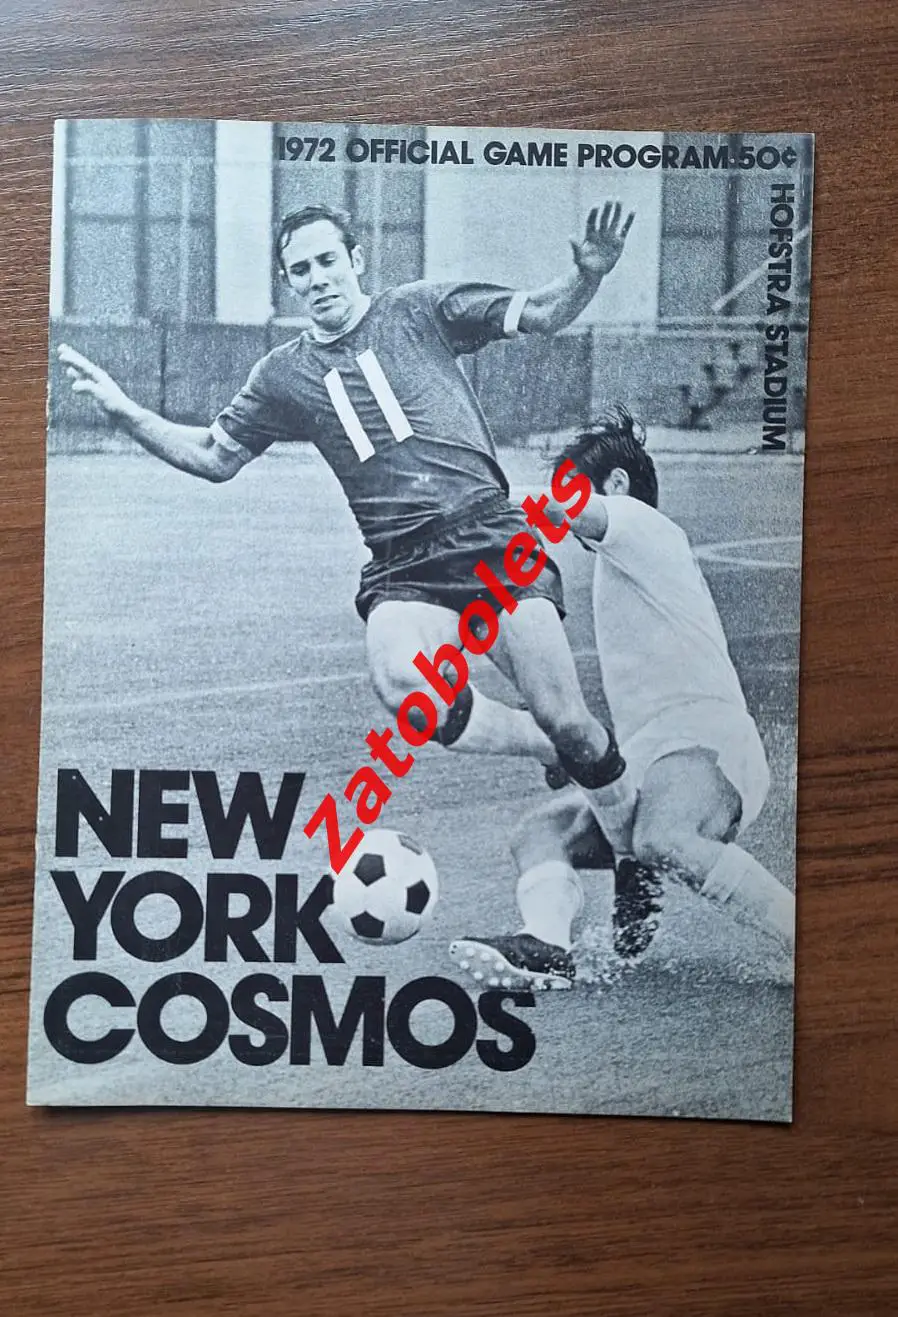 1972 OFFICIAL GAME PROGRAM·50¢
HOFSTRA STADIUM
11
Zatobolets
NEW
YORK
COSMOS